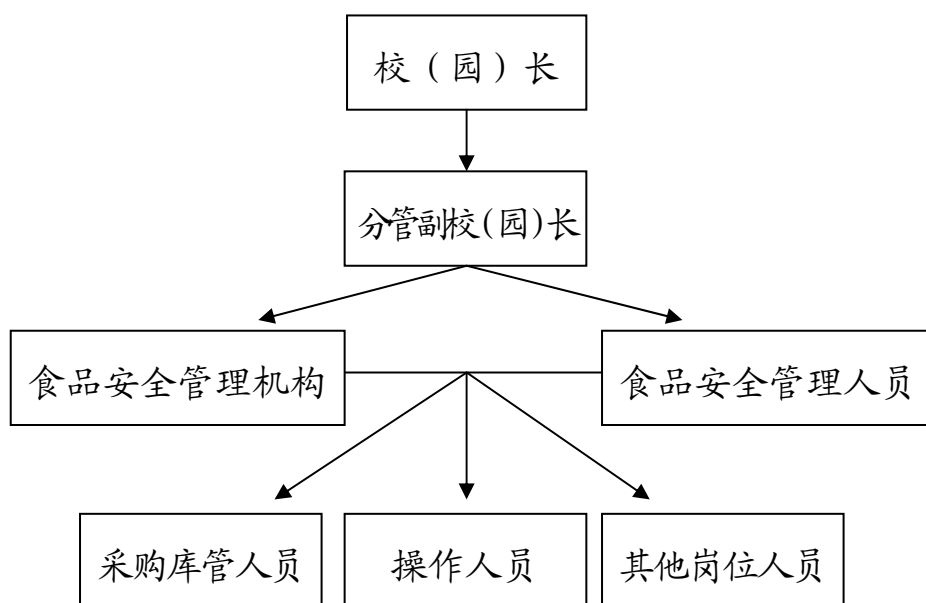 校（园）长
分管副校(园)长
食品安全管理机构
食品安全管理人员
采购库管人员
操作人员
其他岗位人员